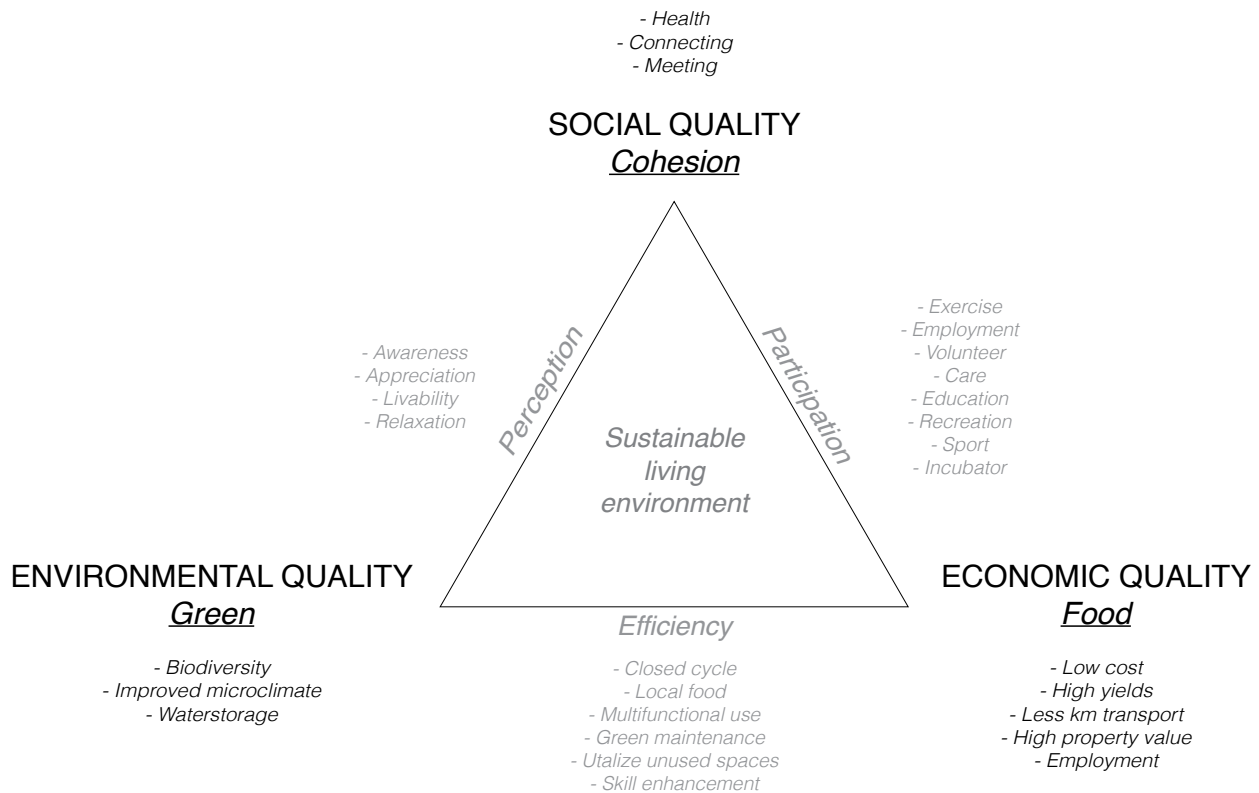 - Health
- Connecting
- Meeting
SOCIAL QUALITY
Cohesion
Perception
- Awareness
- Appreciation
- Livability
- Relaxation
Participation
- Exercise
- Employment
- Volunteer
- Care
- Education
- Recreation
- Sport
- Incubator
Sustainable
living
environment
ENVIRONMENTAL QUALITY
Green
- Biodiversity
- Improved microclimate
- Waterstorage
Efficiency
- Closed cycle
- Local food
- Multifunctional use
- Green maintenance
- Utalize unused spaces
- Skill enhancement
ECONOMIC QUALITY
Food
- Low cost
- High yields
- Less km transport
- High property value
- Employment